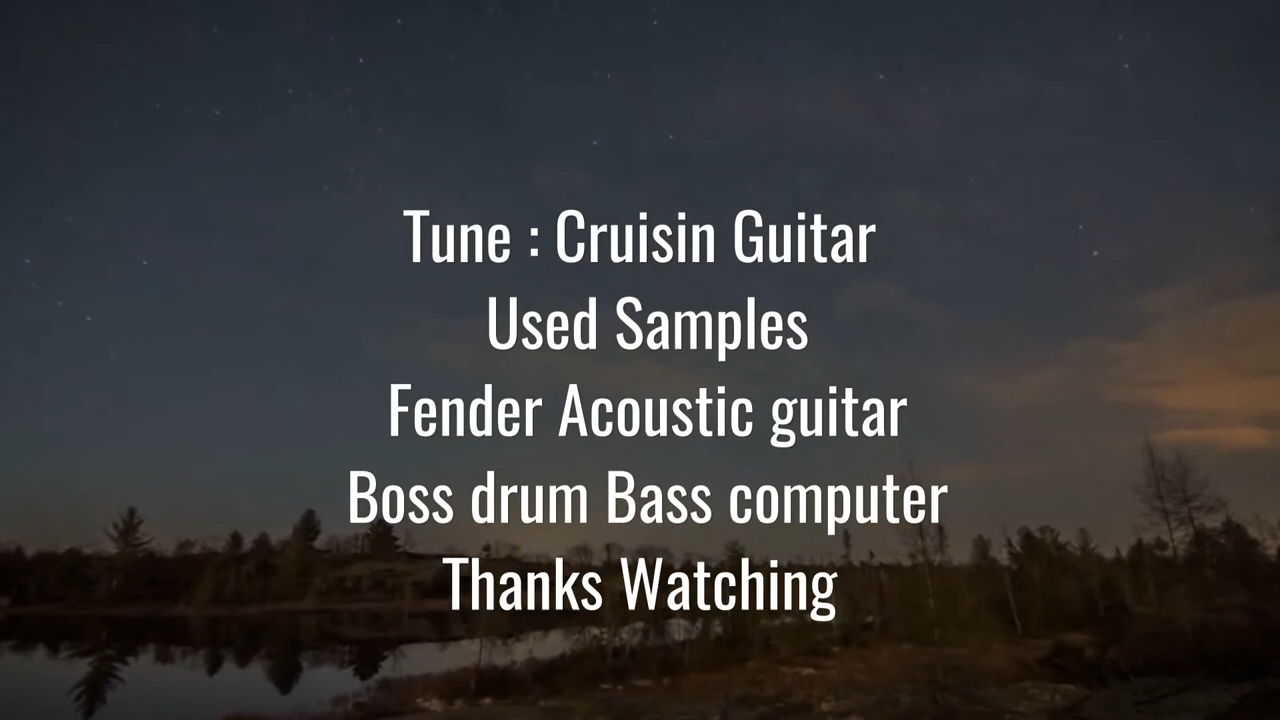 Tune : Cruisin Guitar
Used Samples
Fender Acoustic guitar
Boss drum Bass computer
Thanks Watching